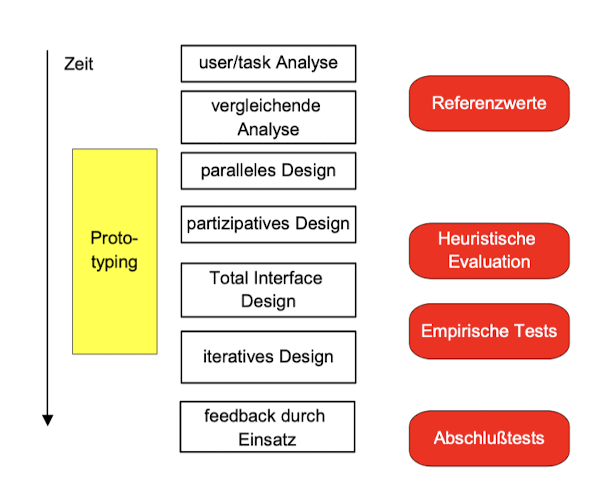 Zeit
user/task Analyse
vergleichende
Analyse
Referenzwerte
paralleles Design
partizipatives Design
Proto-
typing
Heuristische
Evaluation
Total Interface
Design
Empirische Tests
iteratives Design
feedback durch
Einsatz
Abschlußtests